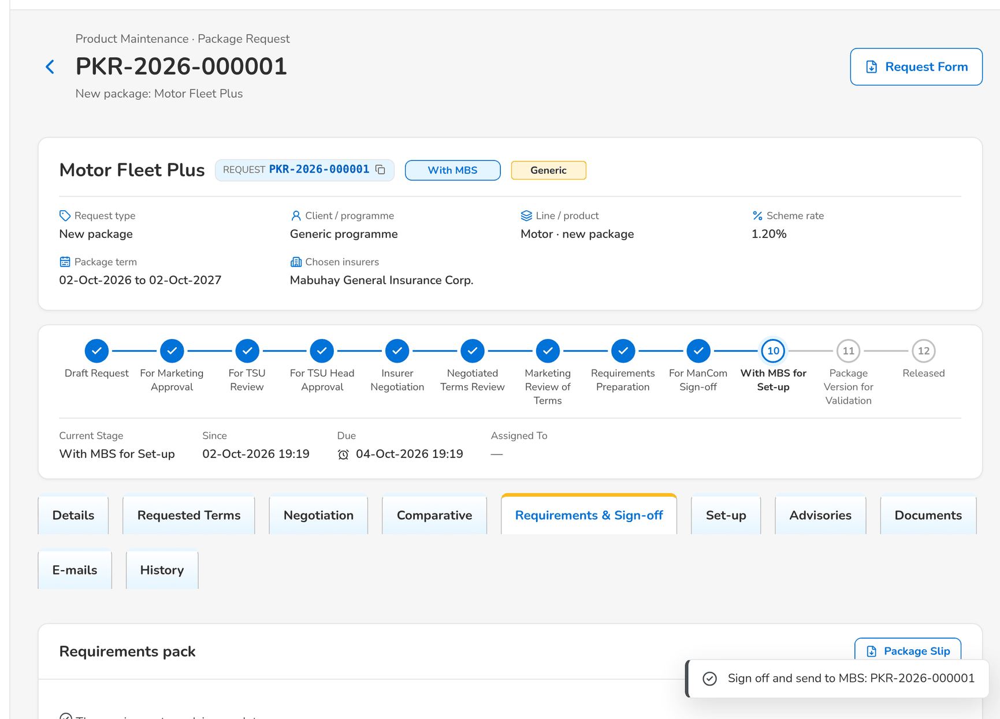 Product Maintenance · Package Request
PKR-2026-000001
New package: Motor Fleet Plus
Request Form
Motor Fleet Plus
REQUEST PKR-2026-000001
With MBS
Generic
Request type
New package
Client / programme
Generic programme
Line / product
Motor · new package
Scheme rate
1.20%
Package term
02-Oct-2026 to 02-Oct-2027
Chosen insurers
Mabuhay General Insurance Corp.
Draft Request
For Marketing
Approval
For TSU
Review
For TSU Head
Approval
Insurer
Negotiation
Negotiated
Terms Review
Marketing
Review of
Terms
Requirements
Preparation
For ManCom
Sign-off
10
With MBS for
Set-up
11
Package
Version for
Validation
12
Released
Current Stage
With MBS for Set-up
Since
02-Oct-2026 19:19
Due
04-Oct-2026 19:19
Assigned To
—
Details
Requested Terms
Negotiation
Comparative
Requirements & Sign-off
Set-up
Advisories
Documents
E-mails
History
Requirements pack
Package Slip
Sign off and send to MBS: PKR-2026-000001